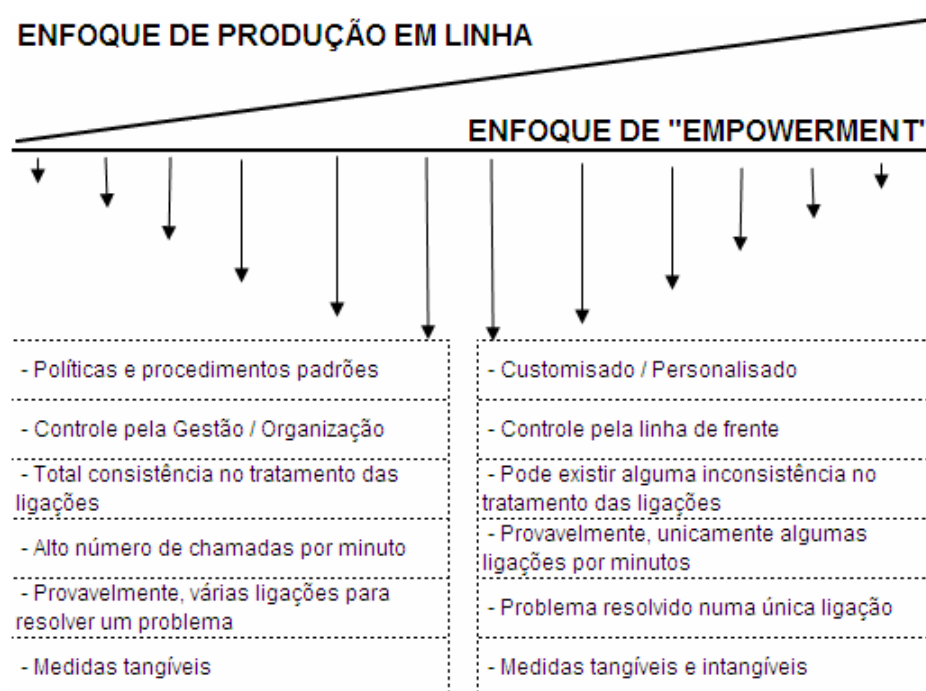 ENFOQUE DE PRODUÇÃO EM LINHA
ENFOQUE DE "EMPOWERMENT"
- Políticas e procedimentos padrões
- Customisado / Personalisado
- Controle pela Gestão / Organização
- Controle pela linha de frente
- Total consistência no tratamento das
ligações
- Pode existir alguma inconsistência no
tratamento das ligações
- Alto número de chamadas por minuto
- Provavelmente, unicamente algumas
ligações por minutos
- Provavelmente, várias ligações para
resolver um problema
- Problema resolvido numa única ligação
- Medidas tangíveis
- Medidas tangíveis e intangíveis